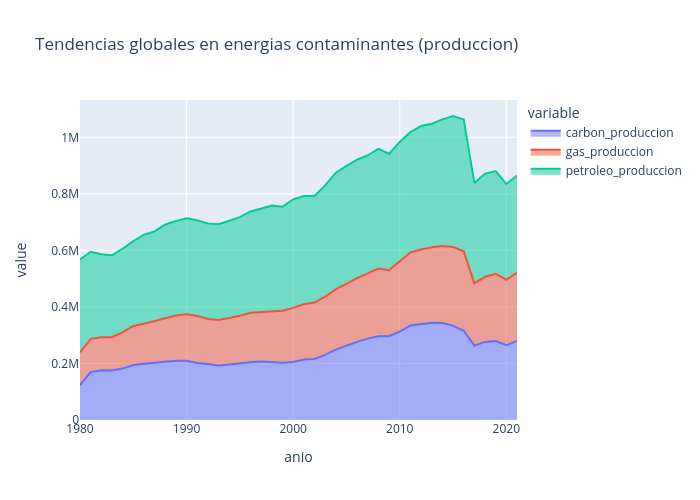 Tendencias globales en energias contaminantes (produccion)
variable
carbon_produccion
gas_produccion
petroleo_produccion
value
1M
0.8M
0.6M
0.4M
0.2M
0
1980
1990
2000
2010
2020
anio